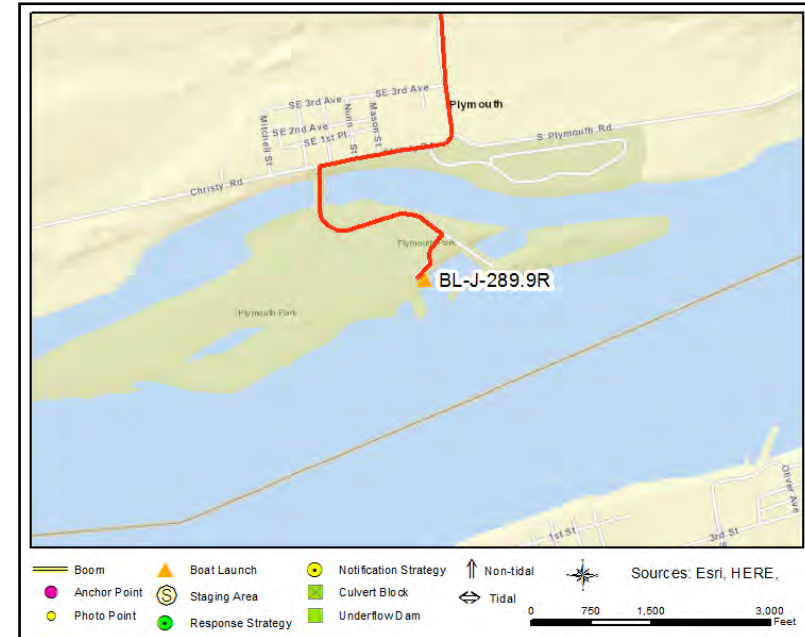 SE 3rd Ave
SE 3rd Ave
Plymouth
Mitchell St
Nunn St
Mason St
SE 2nd Ave
SE 1st Pl
S Plymouth Rd
Christy Rd
Plymouth Park
BL-J-289.9R
Plymouth Park
Oliver Ave
1st St
3rd St
Boom
Boat Launch
Notification Strategy
Non-tidal
Sources: Esri, HERE,
Anchor Point
S
Staging Area
Culvert Block
Tidal
Photo Point
Response Strategy
Underflow Dam
0 750 1,500 3,000
Feet